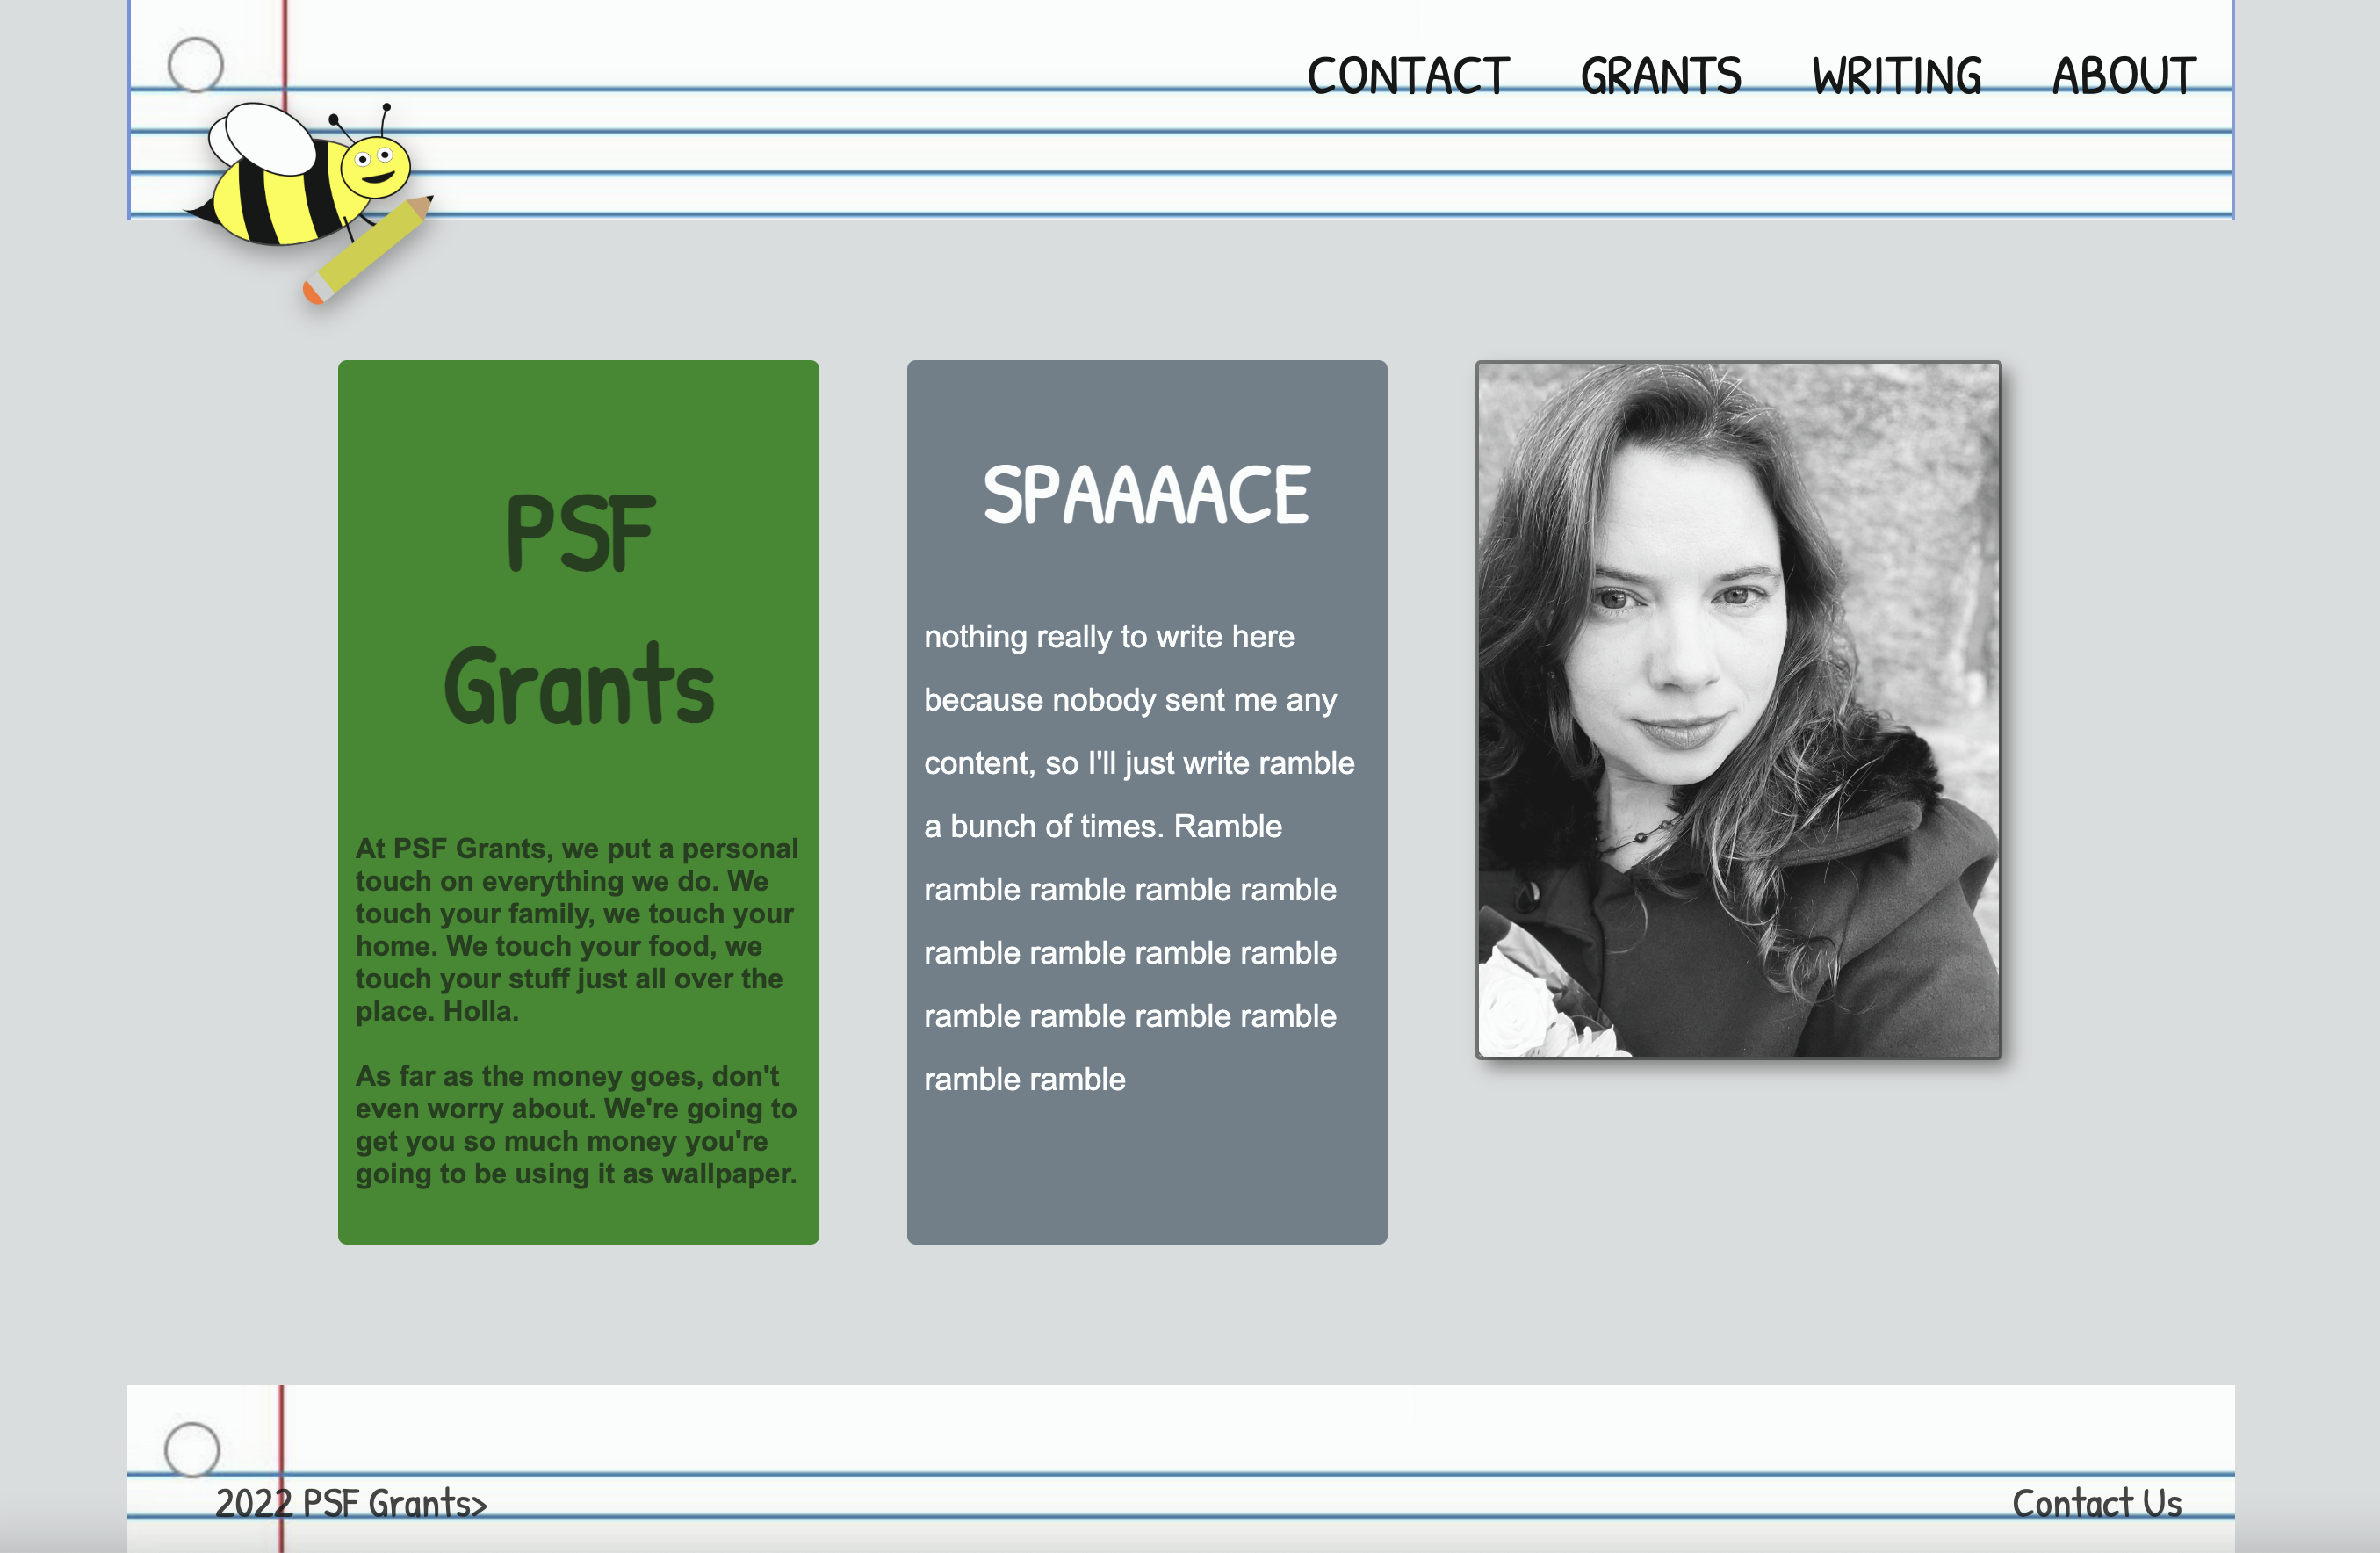 CONTACT GRANTS WRITING ABOUT
PSF
Grants
At PSF Grants, we put a personal
touch on everything we do. We
touch your family, we touch your
home. We touch your food, we
touch your stuff just all over the
place. Holla.
As far as the money goes, don't
even worry about. We're going to
get you so much money you're
going to be using it as wallpaper.
SPAAAACE
nothing really to write here
because nobody sent me any
content, so I'll just write ramble
a bunch of times. Ramble
ramble ramble ramble ramble
ramble ramble ramble ramble
ramble ramble ramble ramble
ramble ramble
2022 PSF Grants>
Contact Us